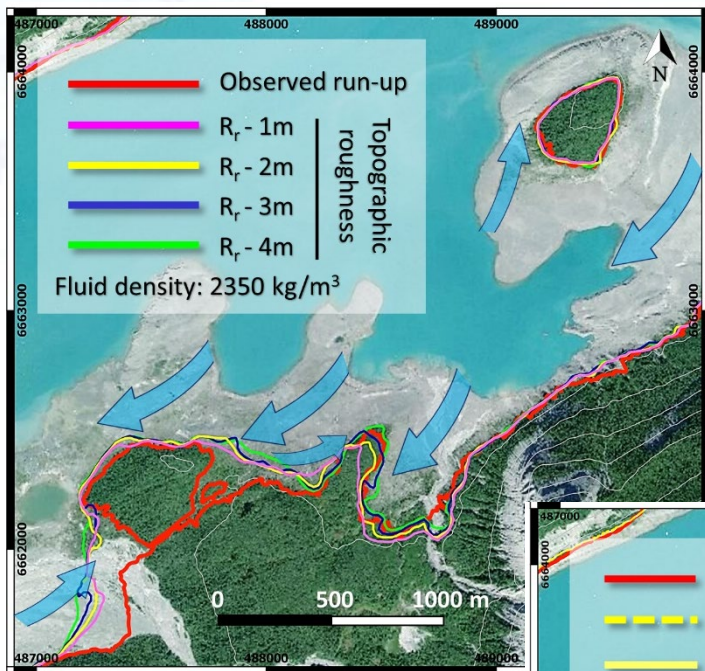 487000
488000
489000
6664000
6664000
N
Observed run-up
Rᵣ - 1m
Rᵣ - 2m
Rᵣ - 3m
Rᵣ - 4m
Topographic
roughness
Fluid density: 2350 kg/m³
6663000
6663000
6662000
6662000
0 500 1000 m
487000
488000
489000
487000
6664000